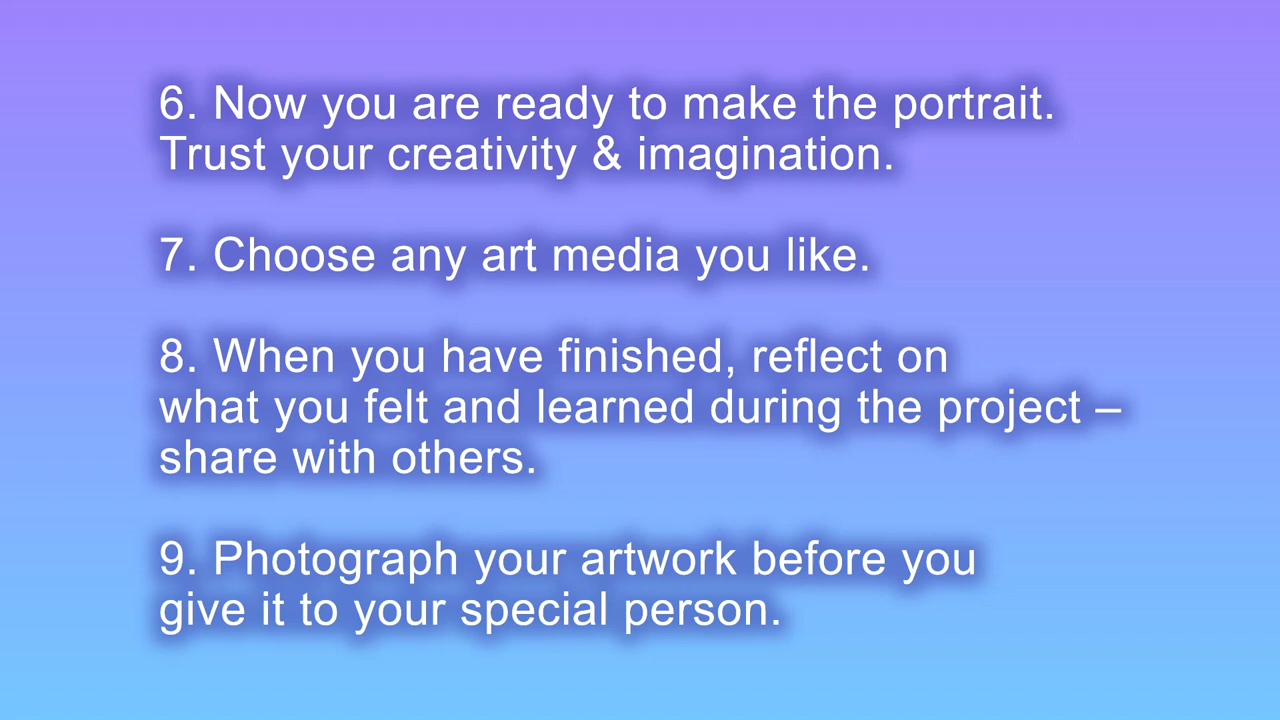 6. Now you are ready to make the portrait.
Trust your creativity & imagination.
7. Choose any art media you like.
8. When you have finished, reflect on
what you felt and learned during the project –
share with others.
9. Photograph your artwork before you
give it to your special person.